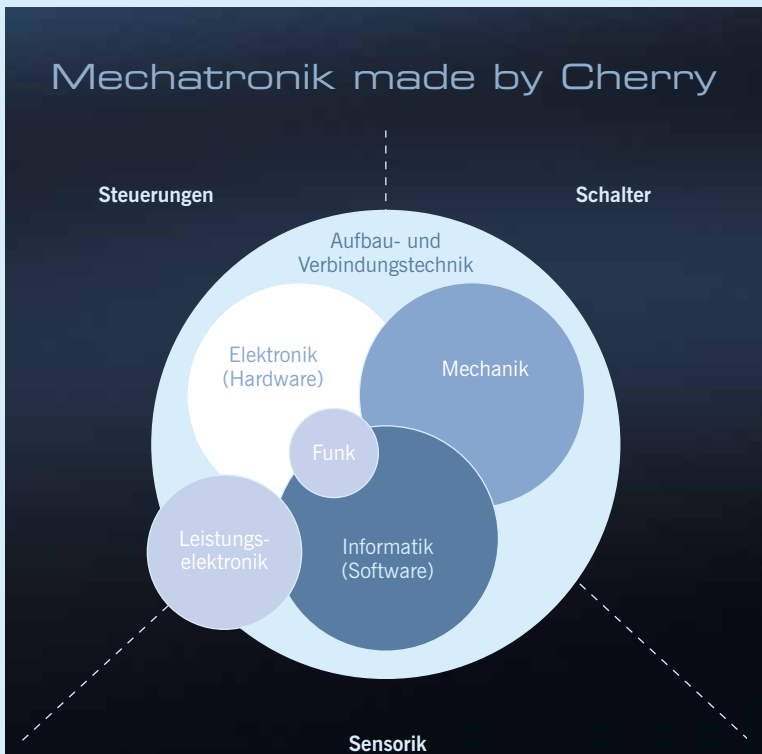 Mechatronik made by Cherry
Steuerungen
Schalter
Aufbau- und
Verbindungstechnik
Elektronik
(Hardware)
Mechanik
Funk
Leistungs-
elektronik
Informatik
(Software)
Sensorik